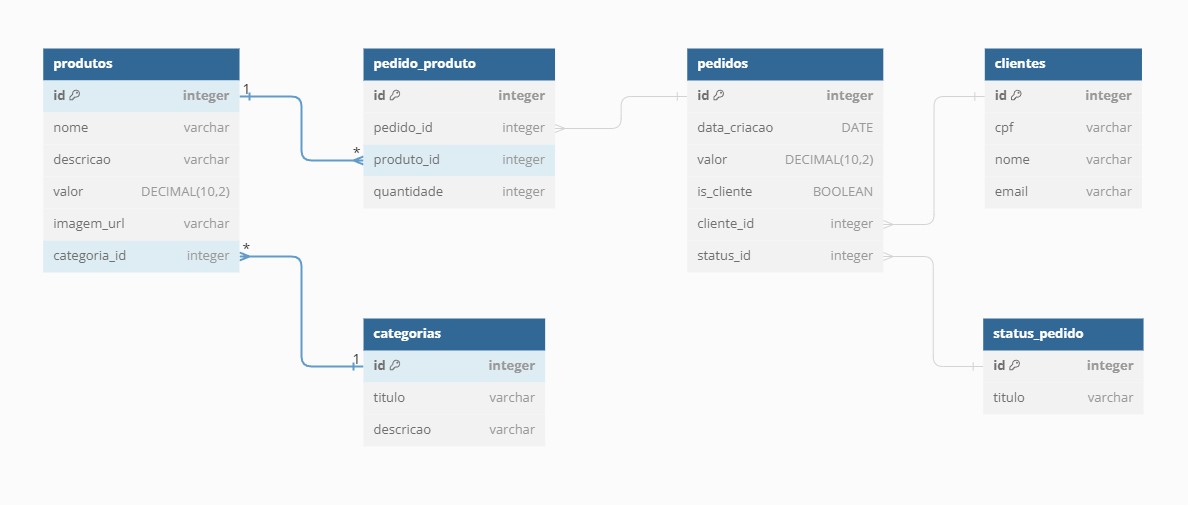 produtos
id integer
nome varchar
descricao varchar
valor DECIMAL(10,2)
imagem_url varchar
categoria_id integer
1
*
*
1
pedido_produto
id integer
pedido_id integer
produto_id integer
quantidade integer
categorias
id integer
titulo varchar
descricao varchar
pedidos
id integer
data_criacao DATE
valor DECIMAL(10,2)
is_cliente BOOLEAN
cliente_id integer
status_id integer
clientes
id integer
cpf varchar
nome varchar
email varchar
status_pedido
id integer
titulo varchar